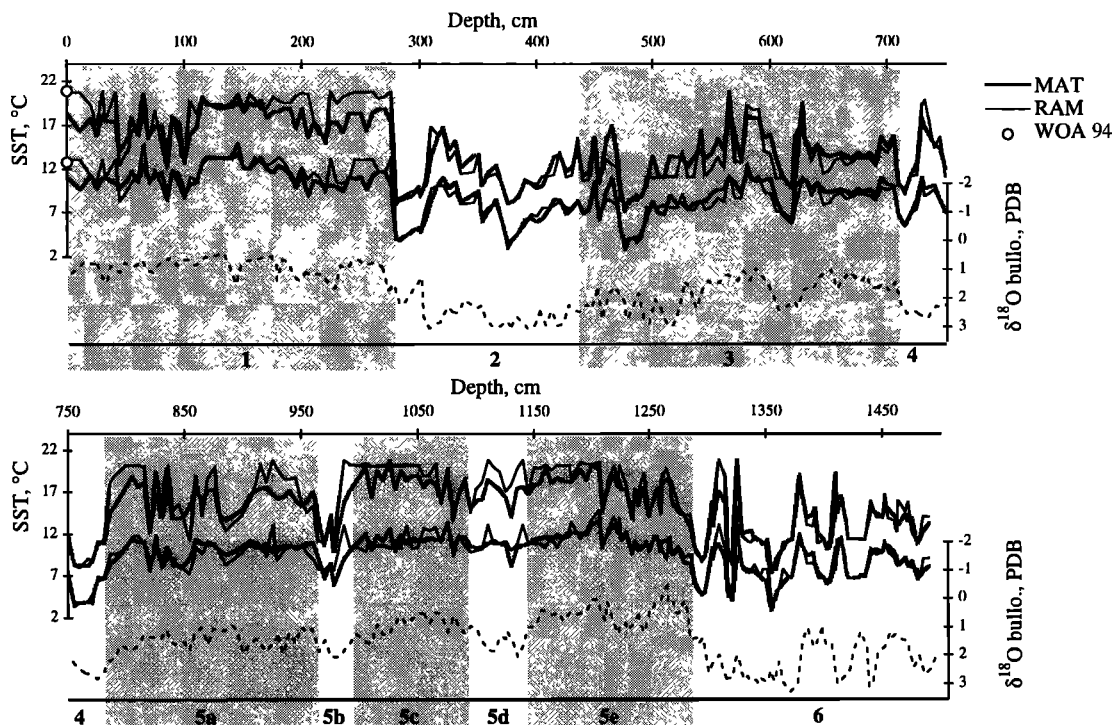 Depth, cm
0 100 200 300 400 500 600 700
22
17
12
7
2
SST, °C
MAT
RAM
WOA 94
-2
-1
0
1
2
3
δ18O bullo., PDB
1 2 3 4
Depth, cm
750 850 950 1050 1150 1250 1350 1450
22
17
12
7
2
SST, °C
-2
-1
0
1
2
3
δ18O bullo., PDB
4 5a 5b 5c 5d 5e 6